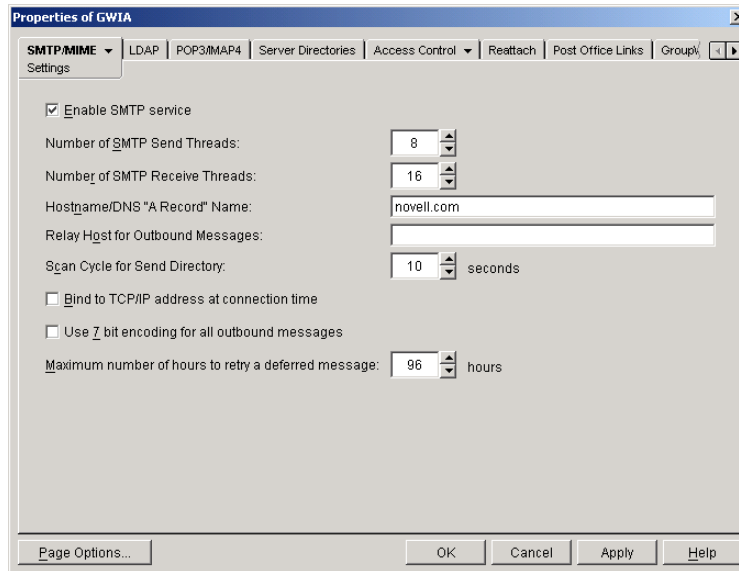 Properties of GWIA
SMTP/MIME LDAP POP3/IMAP4 Server Directories Access Control Reattach Post Office Links
Settings
Enable SMTP service
Number of SMTP Send Threads: 8
Number of SMTP Receive Threads: 16
Hostname/DNS "A Record" Name: novell.com
Relay Host for Outbound Messages:
Scan Cycle for Send Directory: 10 seconds
Bind to TCP/IP address at connection time
Use 7 bit encoding for all outbound messages
Maximum number of hours to retry a deferred message: 96 hours
Page Options... OK Cancel Apply Help